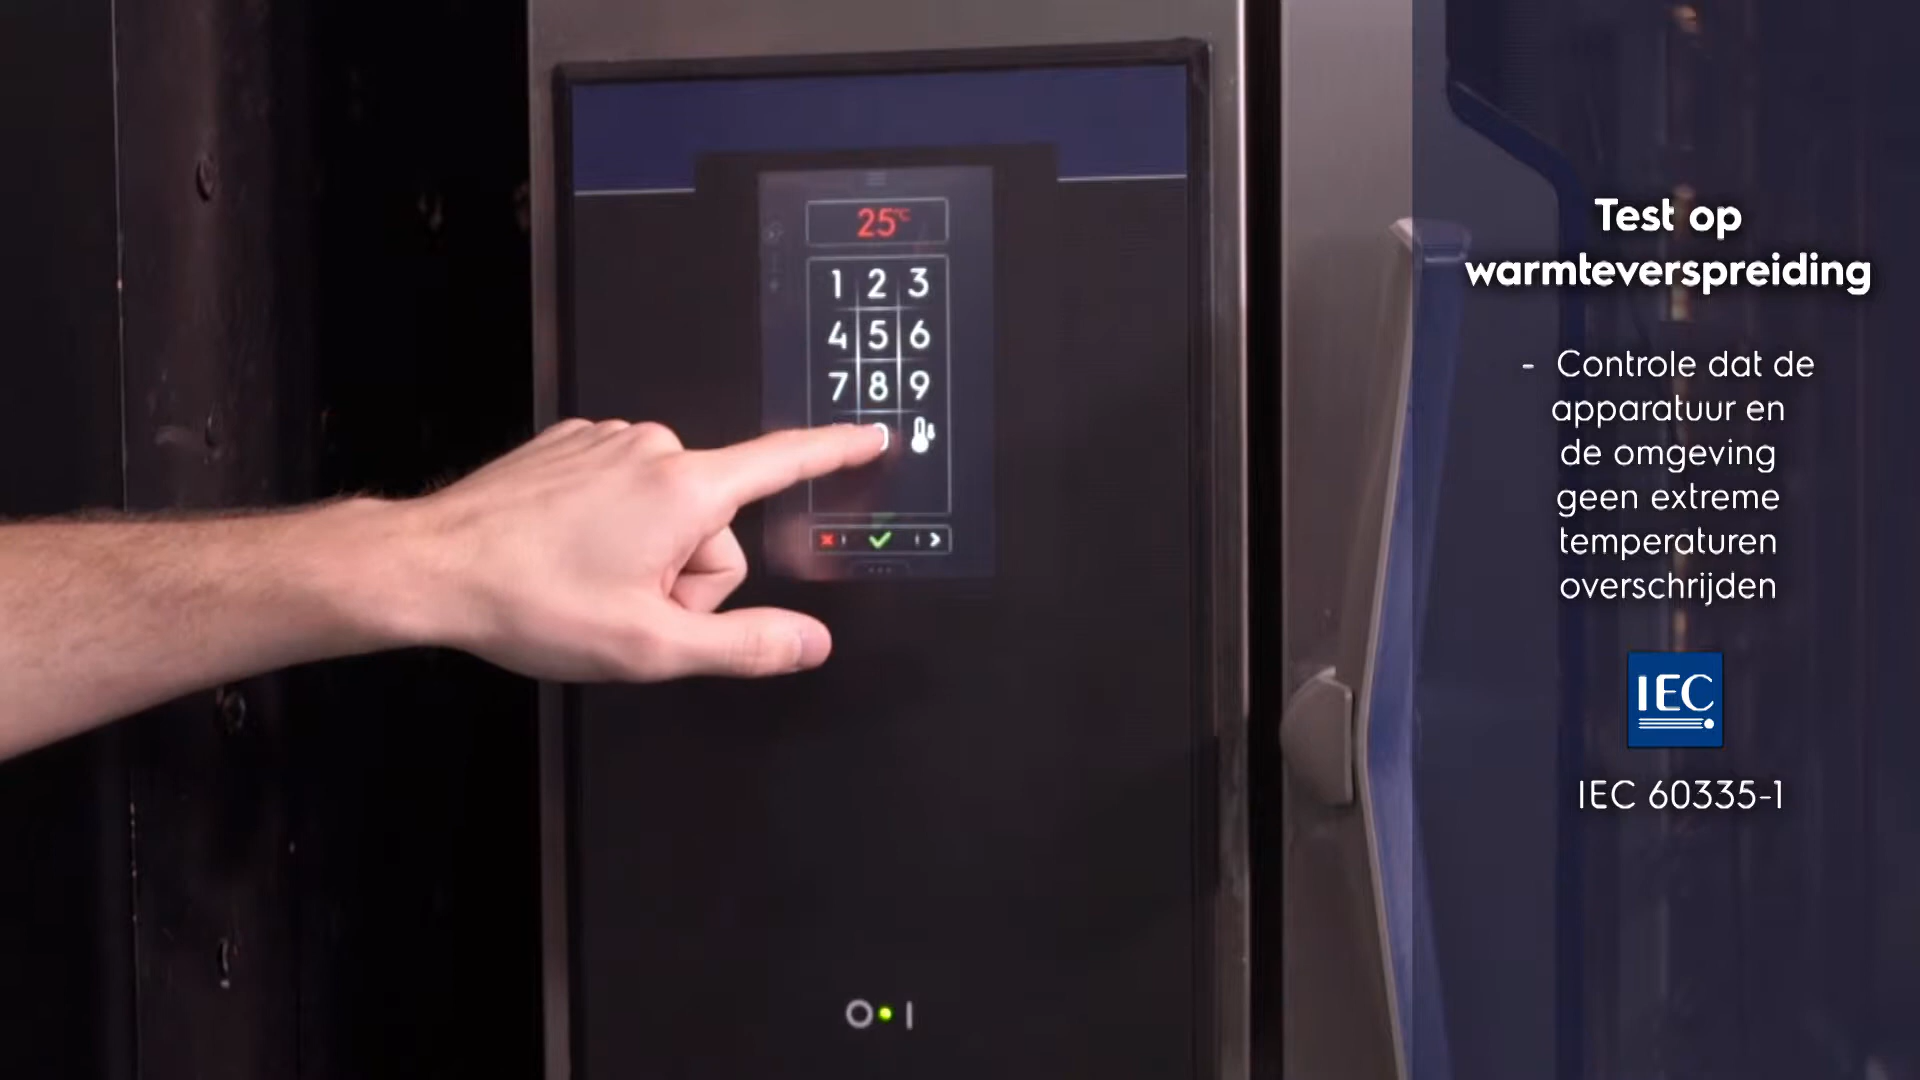 25°C
1 2 3
4 5 6
7 8 9
0
Test op
warmteverspreiding
- Controle dat de
apparatuur en
de omgeving
geen extreme
temperaturen
overschrijden
IEC
IEC 60335-1